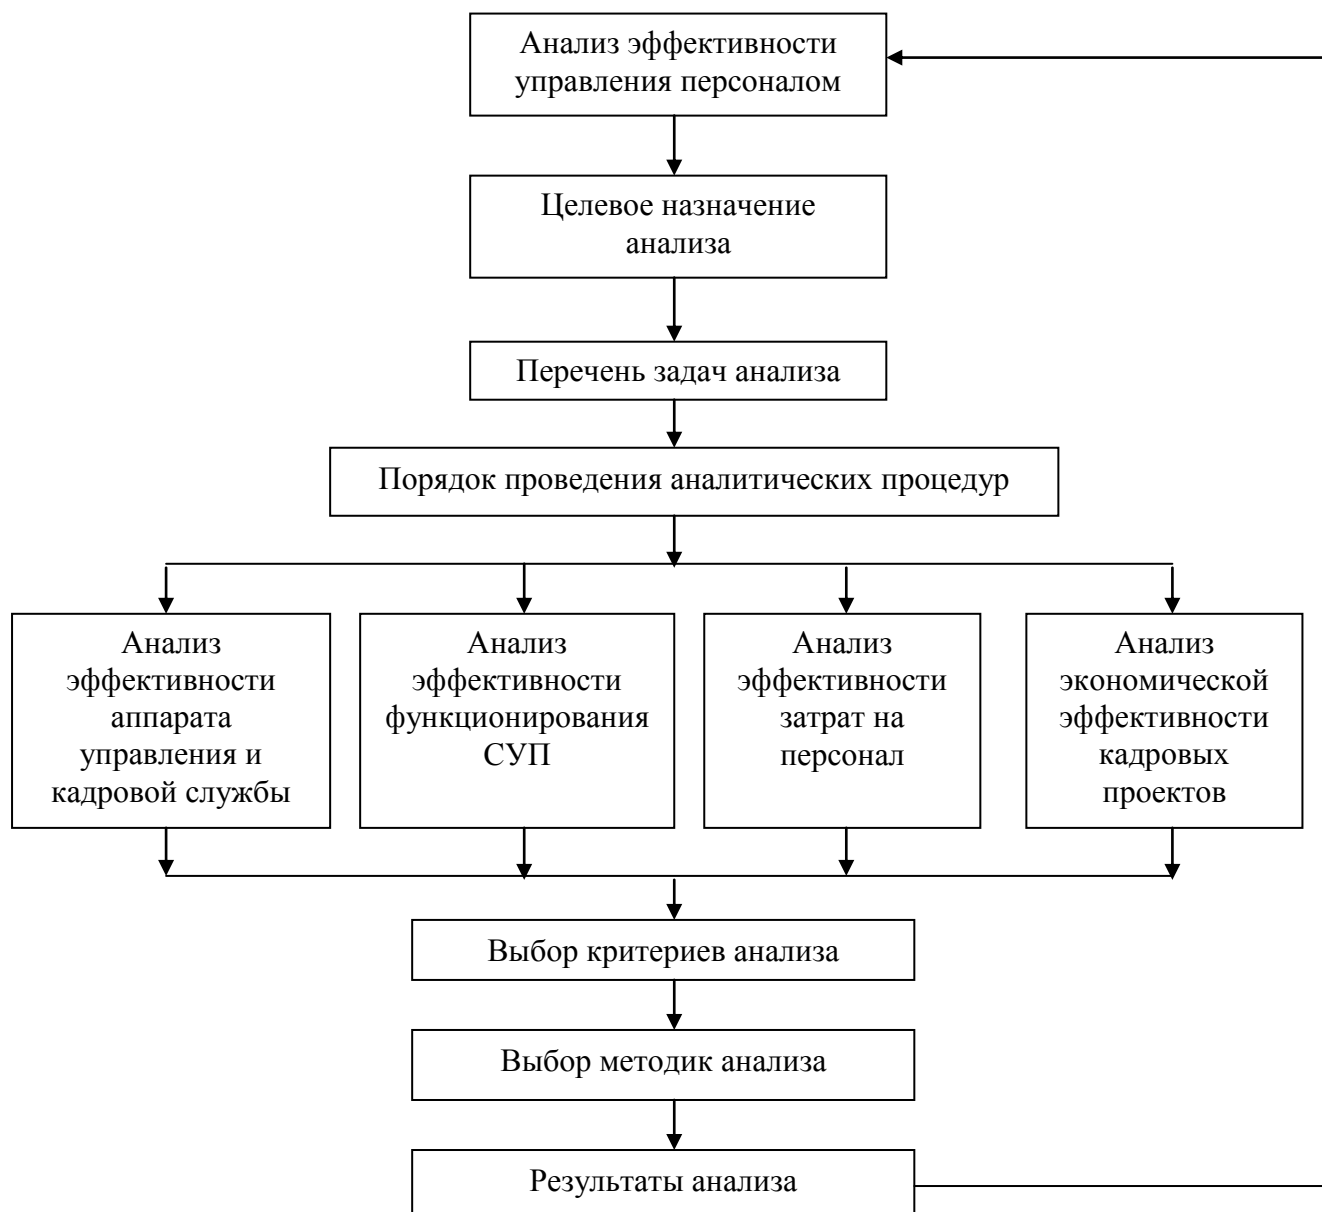 Анализ эффективности
управления персоналом
Целевое назначение
анализа
Перечень задач анализа
Порядок проведения аналитических процедур
Анализ
эффективности
аппарата
управления и
кадровой службы
Анализ
эффективности
функционирования
СУП
Анализ
эффективности
затрат на
персонал
Анализ
экономической
эффективности
кадровых
проектов
Выбор критериев анализа
Выбор методик анализа
Результаты анализа